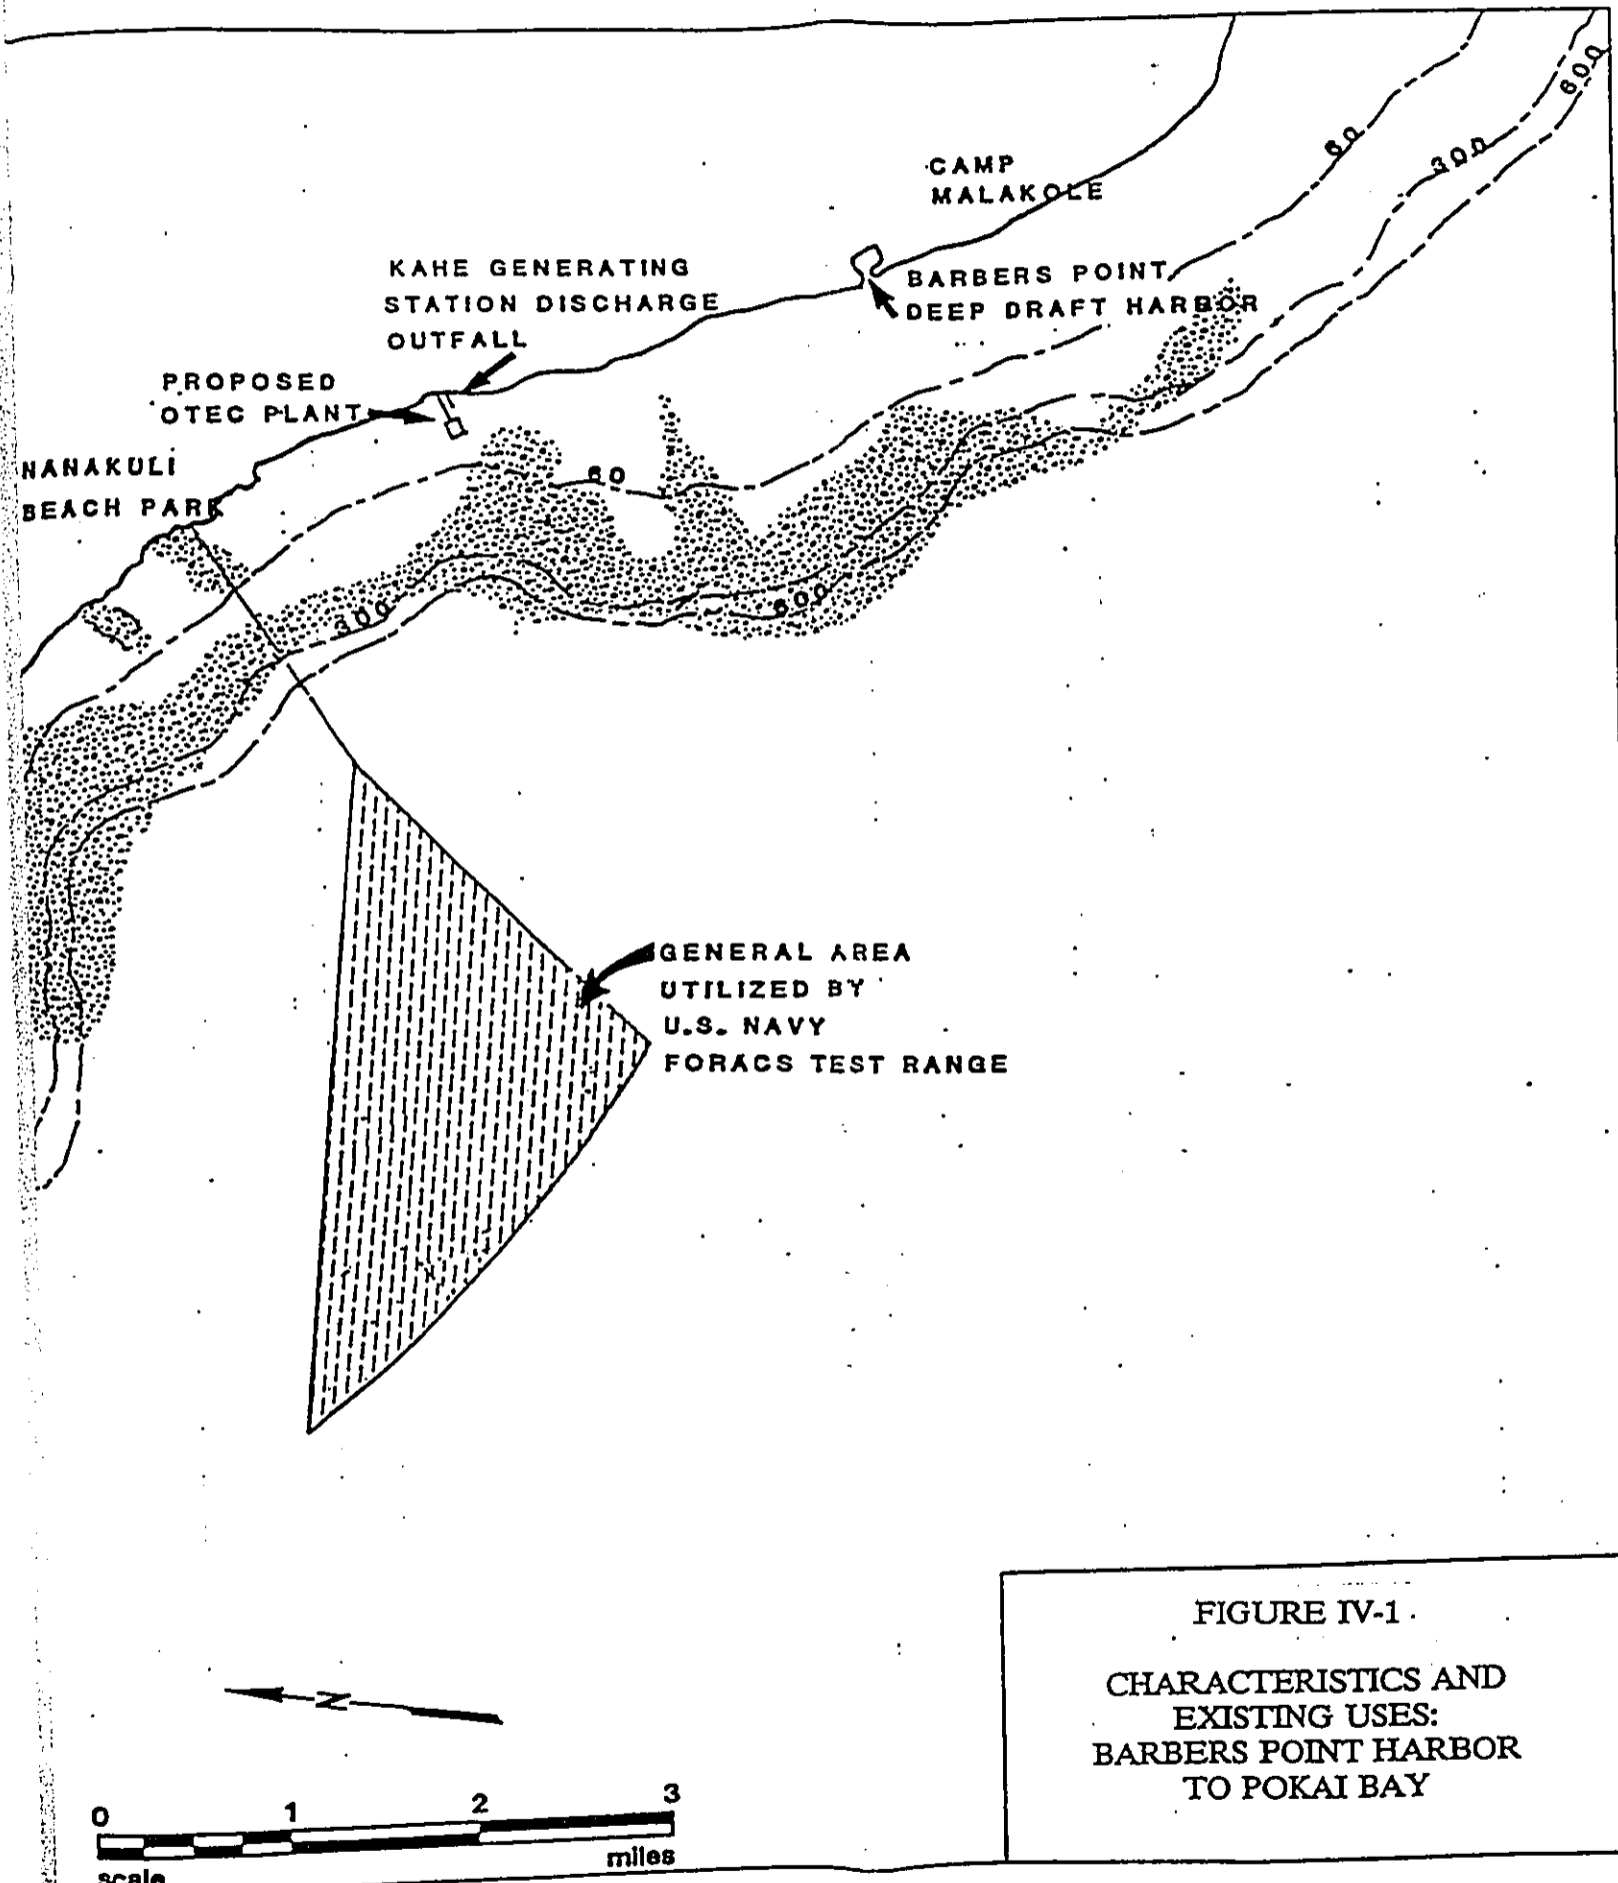 600
60
300
CAMP
MALAKOLE
KAHE GENERATING
STATION DISCHARGE
OUTFALL
BARBERS POINT
DEEP DRAFT HARBOR
PROPOSED
OTEC PLANT
NANAKULI
BEACH PARK
60
300
600
GENERAL AREA
UTILIZED BY
U.S. NAVY
FORACS TEST RANGE
FIGURE IV-1
CHARACTERISTICS AND
EXISTING USES:
BARBERS POINT HARBOR
TO POKAI BAY
N
0 1 2 3
miles
scale